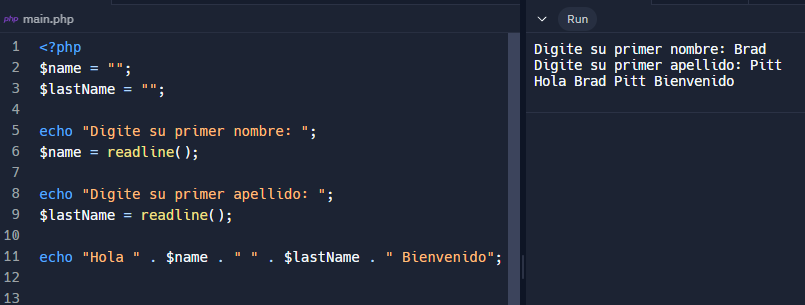 php main.php
1 <?php
2 $name = "";
3 $lastName = "";
4
5 echo "Digite su primer nombre: ";
6 $name = readline();
7
8 echo "Digite su primer apellido: ";
9 $lastName = readline();
10
11 echo "Hola " . $name . " " . $lastName . " Bienvenido";
12
13
Run
Digite su primer nombre: Brad
Digite su primer apellido: Pitt
Hola Brad Pitt Bienvenido